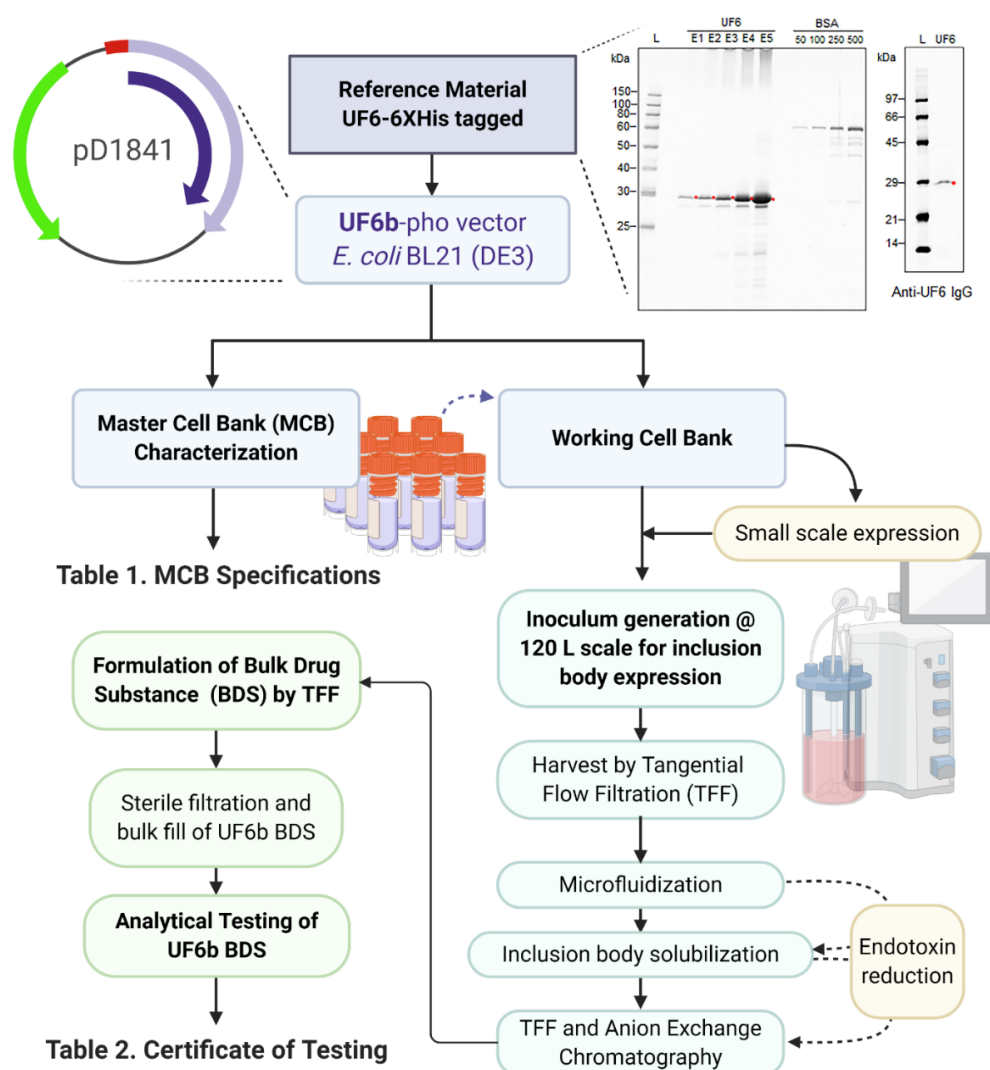 pD1841
Reference Material
UF6-6XHis tagged
UF6
BSA
L E1 E2 E3 E4 E5 50 100 250 500
kDa
150
100
80
60
50
40
30
25
L UF6
kDa
97
66
45
29
21
14
Anti-UF6 IgG
UF6b-pho vector
E. coli BL21 (DE3)
Master Cell Bank (MCB)
Characterization
Working Cell Bank
Small scale expression
Table 1. MCB Specifications
Inoculum generation @
120 L scale for inclusion
body expression
Harvest by Tangential
Flow Filtration (TFF)
Microfluidization
Inclusion body solubilization
Endotoxin
reduction
TFF and Anion Exchange
Chromatography
Formulation of Bulk Drug
Substance (BDS) by TFF
Sterile filtration and
bulk fill of UF6b BDS
Analytical Testing of
UF6b BDS
Table 2. Certificate of Testing